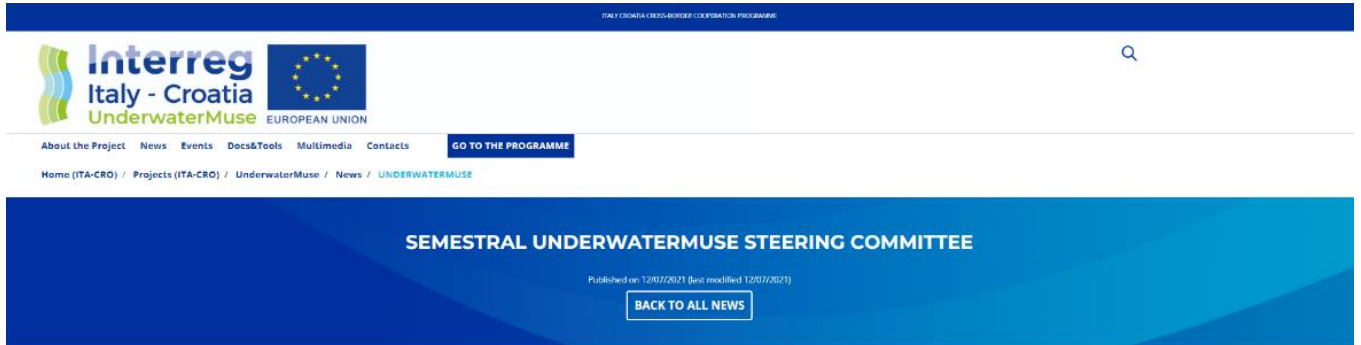 ITALY CROATIA CROSS-BORDER COOPERATION PROGRAMME
Interreg
Italy - Croatia
UnderwaterMuse EUROPEAN UNION
About the Project News Events Docs&Tools Multimedia Contacts GO TO THE PROGRAMME
Home (ITA-CRO) / Projects (ITA-CRO) / UnderwaterMuse / News / UNDERWATERMUSE
SEMESTRAL UNDERWATERMUSE STEERING COMMITTEE
Published on 12/07/2021 (last modified 12/07/2021)
BACK TO ALL NEWS